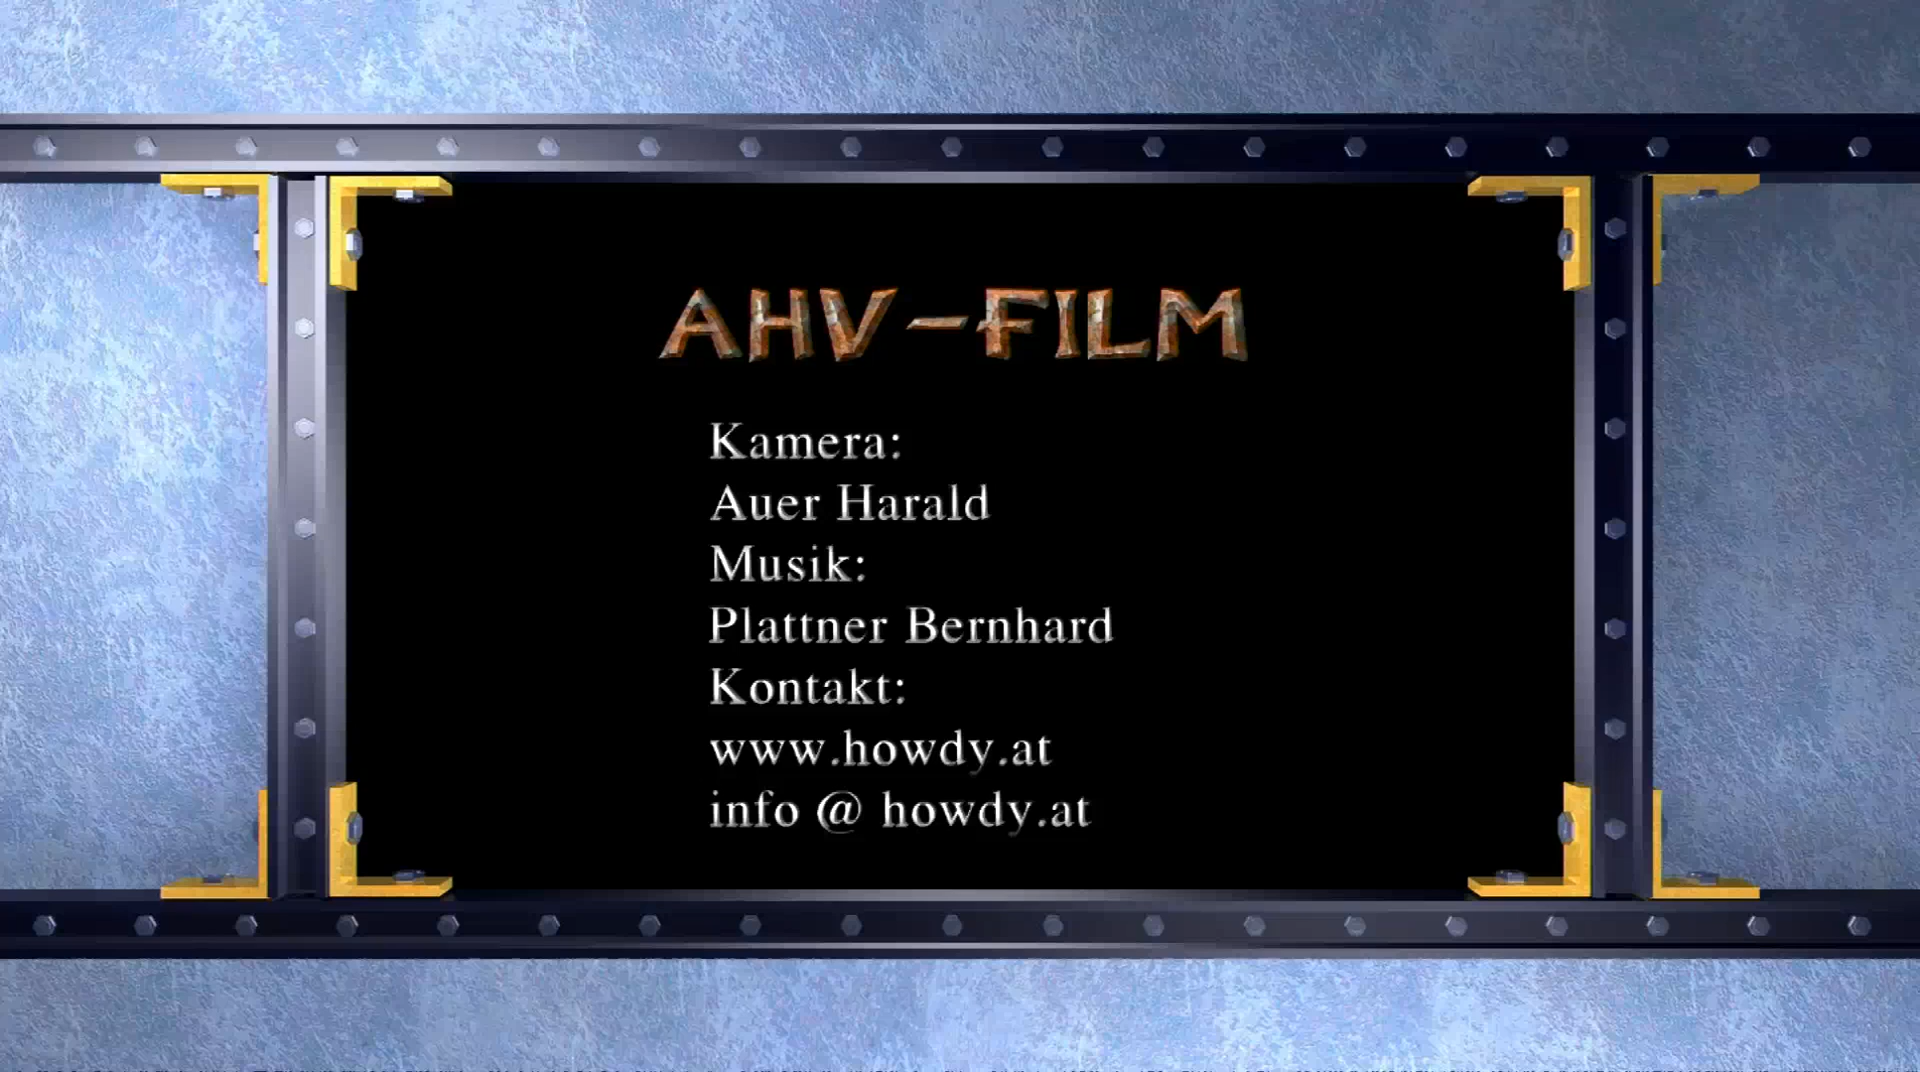 AHV-FILM
Kamera:
Auer Harald
Musik:
Plattner Bernhard
Kontakt:
www.howdy.at
info @ howdy.at